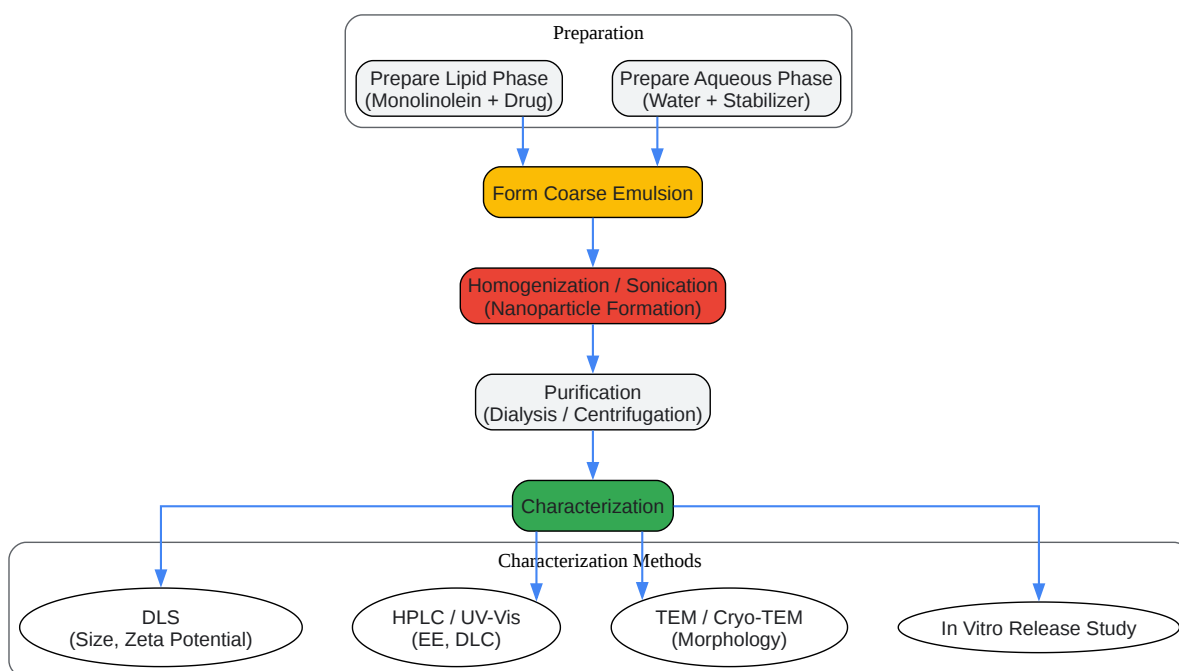 Preparation
Prepare Lipid Phase
(Monolinolein + Drug)
Prepare Aqueous Phase
(Water + Stabilizer)
Form Coarse Emulsion
Homogenization / Sonication
(Nanoparticle Formation)
Purification
(Dialysis / Centrifugation)
Characterization
Characterization Methods
DLS
(Size, Zeta Potential)
HPLC / UV-Vis
(EE, DLC)
TEM / Cryo-TEM
(Morphology)
In Vitro Release Study